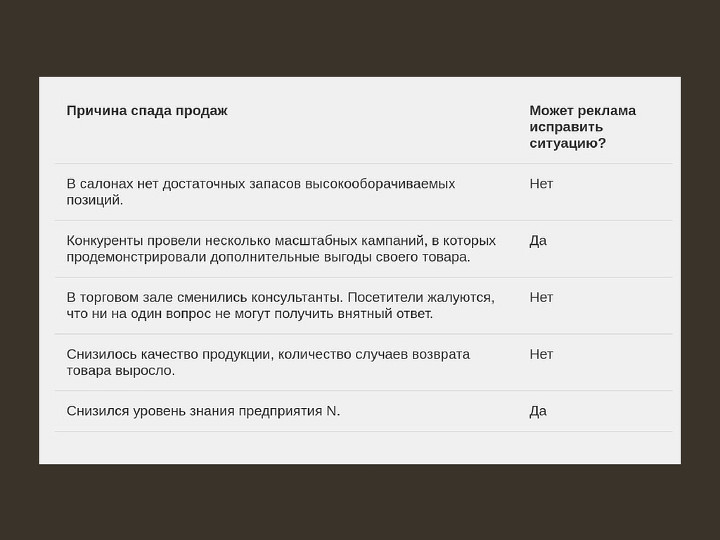 Причина спада продаж
Может реклама
исправить
ситуацию?
В салонах нет достаточных запасов высокооборачиваемых
позиций.
Нет
Конкуренты провели несколько масштабных кампаний, в которых
продемонстрировали дополнительные выгоды своего товара.
Да
В торговом зале сменились консультанты. Посетители жалуются,
что ни на один вопрос не могут получить внятный ответ.
Нет
Снизилось качество продукции, количество случаев возврата
товара выросло.
Нет
Снизился уровень знания предприятия N.
Да